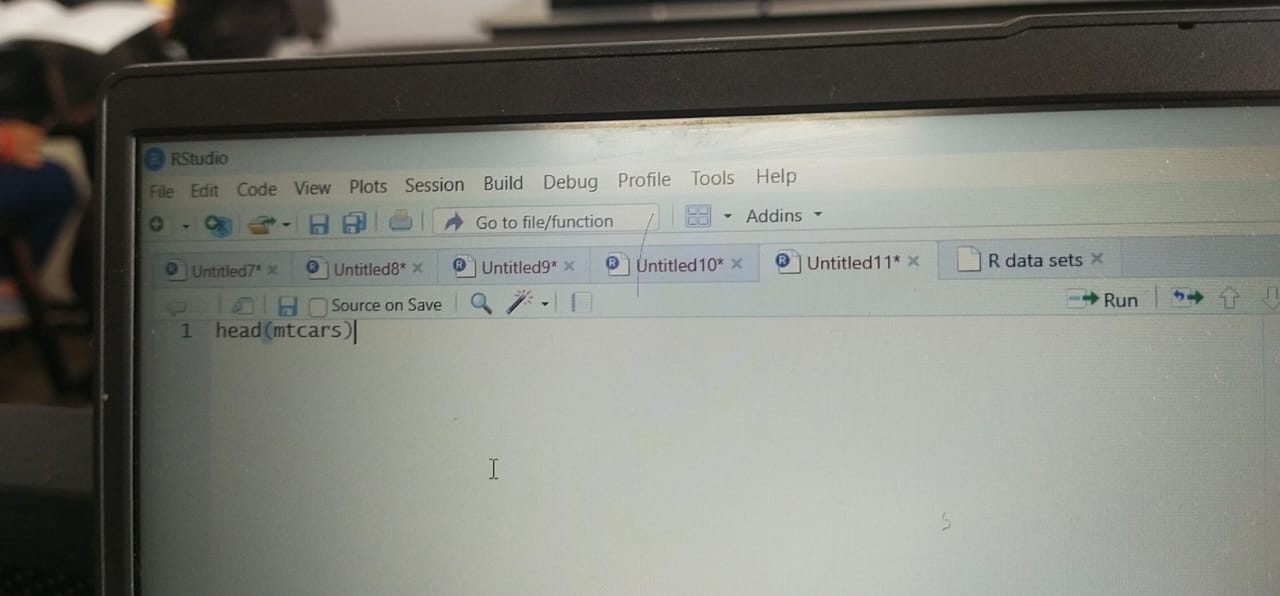 RStudio
File Edit Code View Plots Session Build Debug Profile Tools Help
Go to file/function Addins
Untitled7* Untitled8* Untitled9* Untitled10* Untitled11* R data sets
Source on Save Run
1 head(mtcars)